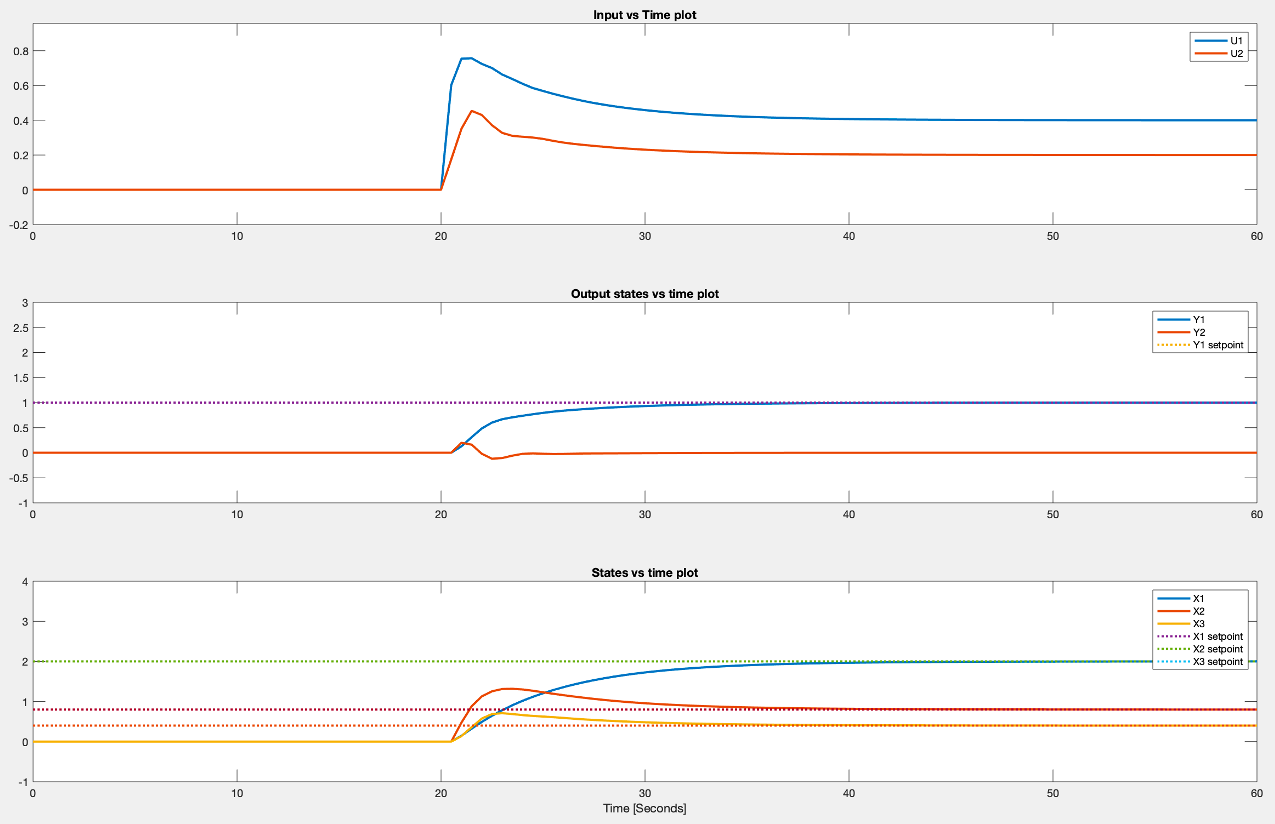 Input vs Time plot
U1
U2
0.8
0.6
0.4
0.2
0
-0.2
0 10 20 30 40 50 60
Output states vs time plot
Y1
Y2
Y1 setpoint
3
2.5
2
1.5
1
0.5
0
-0.5
-1
0 10 20 30 40 50 60
States vs time plot
X1
X2
X3
X1 setpoint
X2 setpoint
X3 setpoint
4
3
2
1
0
-1
0 10 20 30 40 50 60
Time [Seconds]